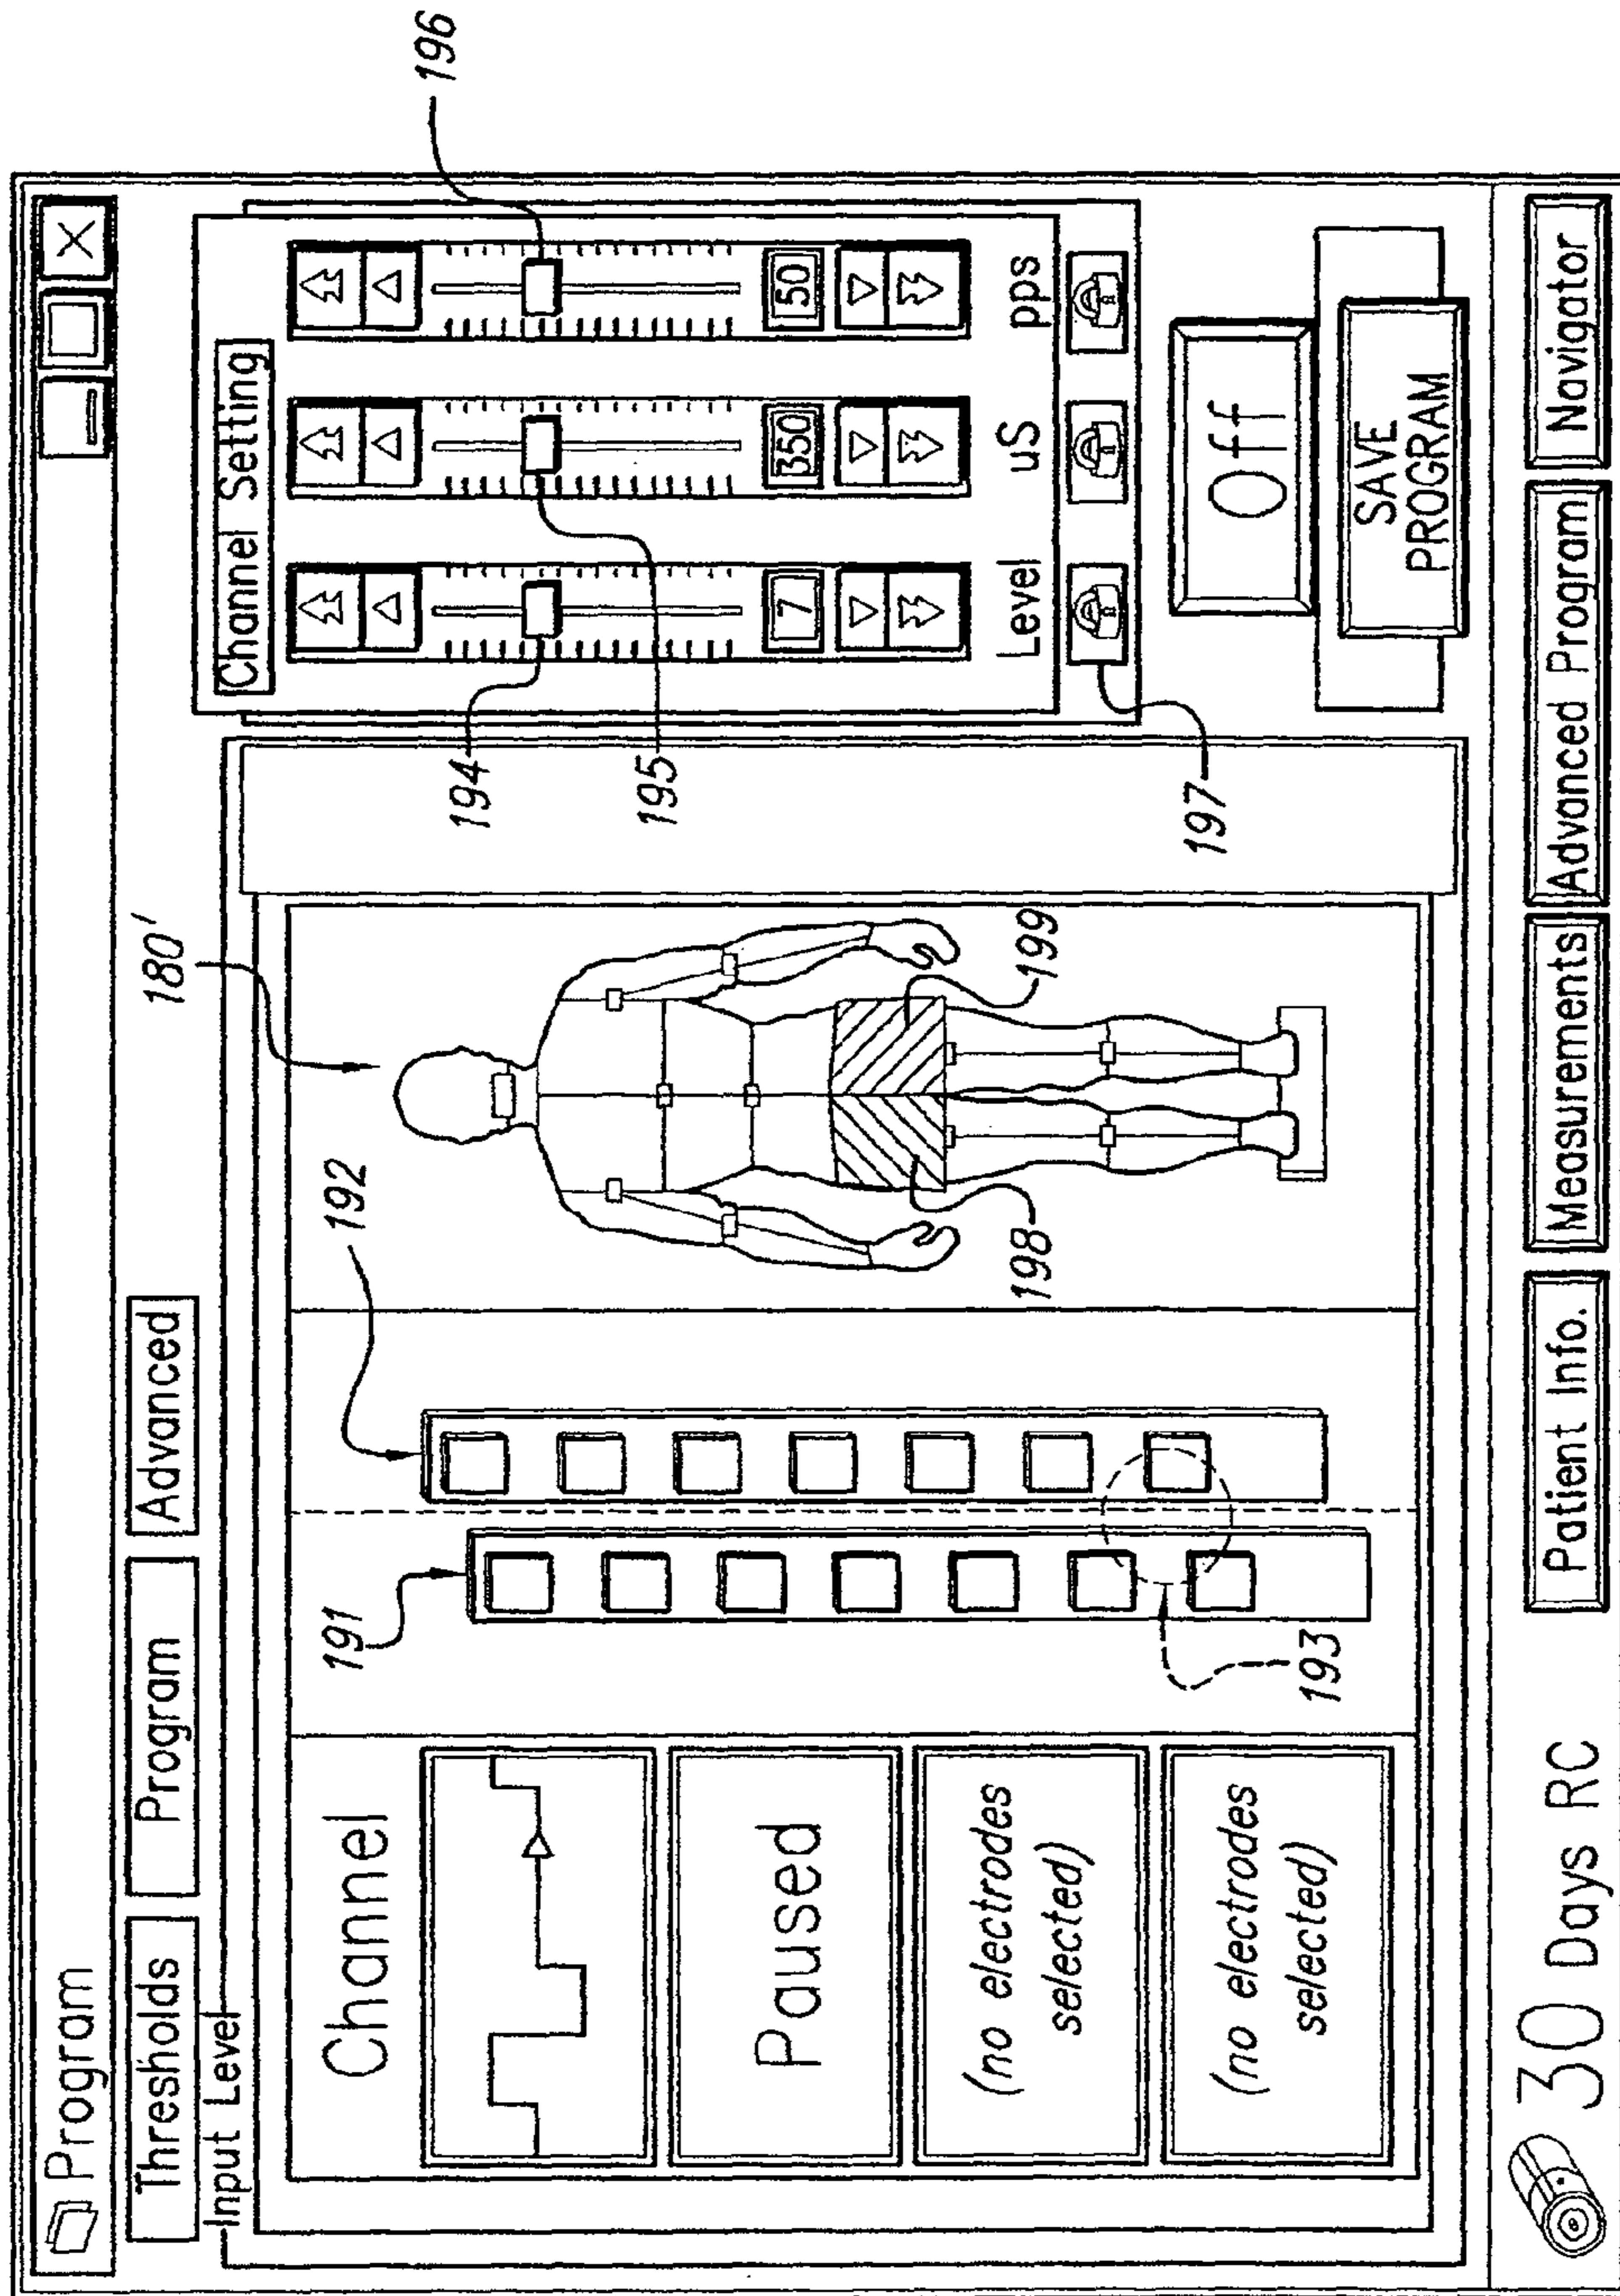 Program
X
Thresholds
Program
Advanced
Input Level
180'
Channel
Paused
(no electrodes
selected)
(no electrodes
selected)
191
192
193
198
199
Channel Setting
194
195
196
7
350
50
Level
uS
pps
197
Off
SAVE
PROGRAM
30 Days RC
Patient Info.
Measurements
Advanced Program
Navigator